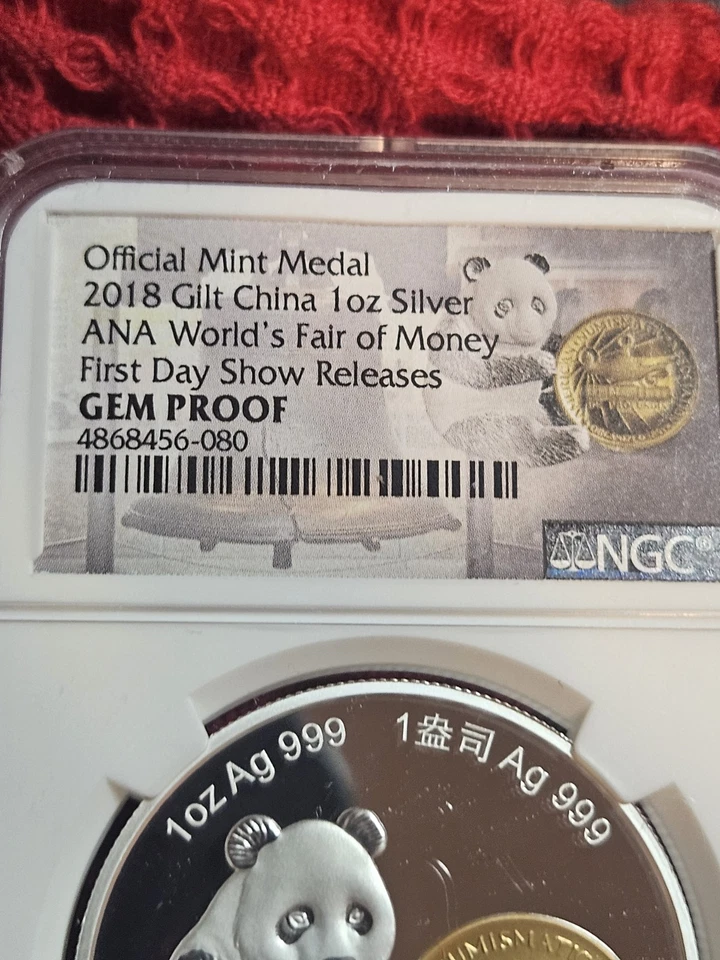 Official Mint Medal
2018 Gilt China 1oz Silver
ANA World's Fair of Money
First Day Show Releases
GEM PROOF
4868456-080
NGC®
1oz Ag 999
1盎司 Ag 999